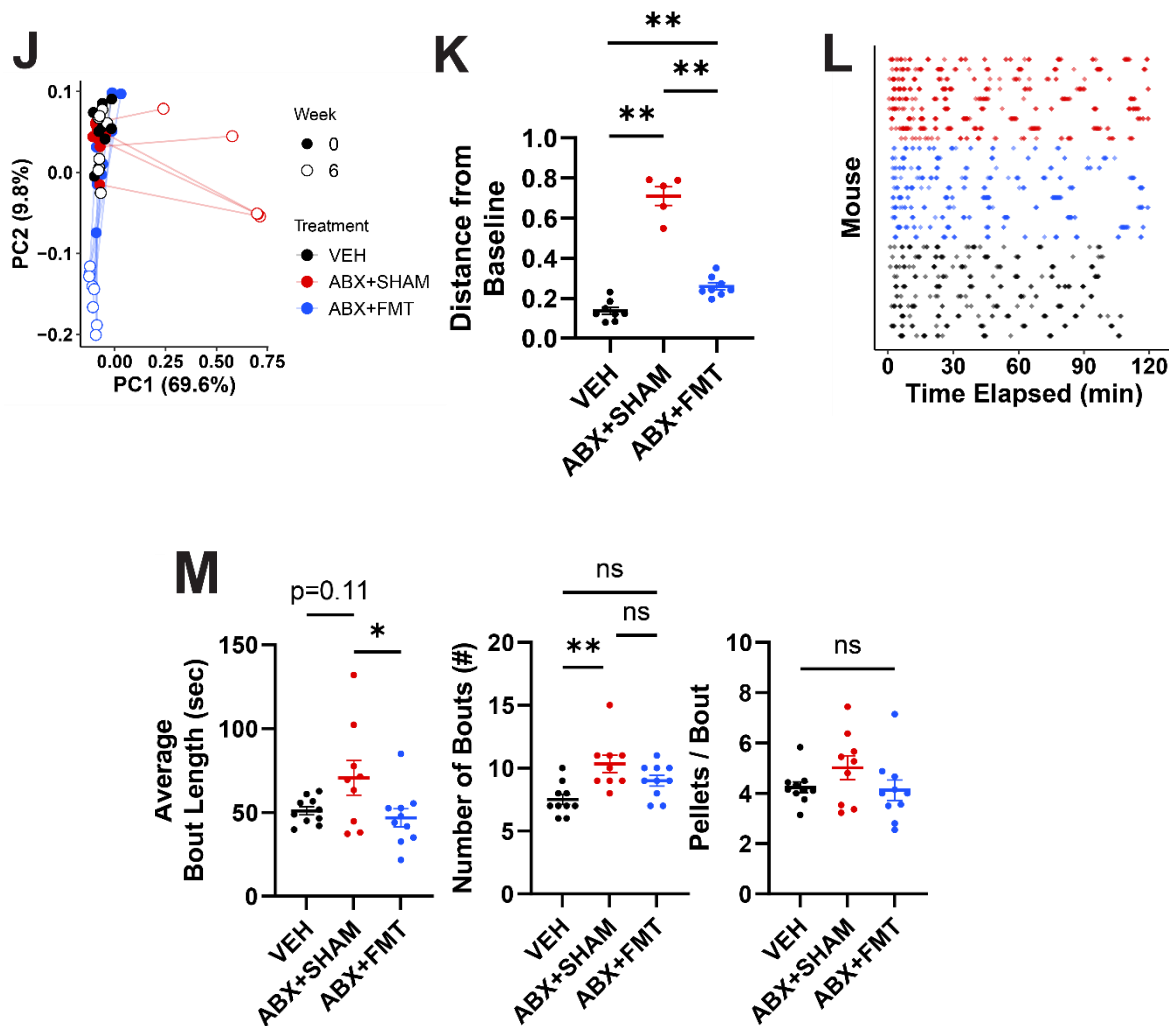 J
PC2 (9.8%)
0.1
0.0
−0.1
−0.2
0.00
0.25
0.50
0.75
PC1 (69.6%)
Week
0
6
Treatment
VEH
ABX+SHAM
ABX+FMT
K
**
**
**
Distance from
Baseline
1.0
0.8
0.6
0.4
0.2
0.0
VEH
ABX+SHAM
ABX+FMT
L
Mouse
0
30
60
90
120
Time Elapsed (min)
M
p=0.11
*
Average
Bout Length (sec)
150
100
50
0
VEH
ABX+SHAM
ABX+FMT
ns
ns
**
Number of Bouts (#)
20
15
10
5
0
VEH
ABX+SHAM
ABX+FMT
ns
Pellets / Bout
10
8
6
4
2
0
VEH
ABX+SHAM
ABX+FMT